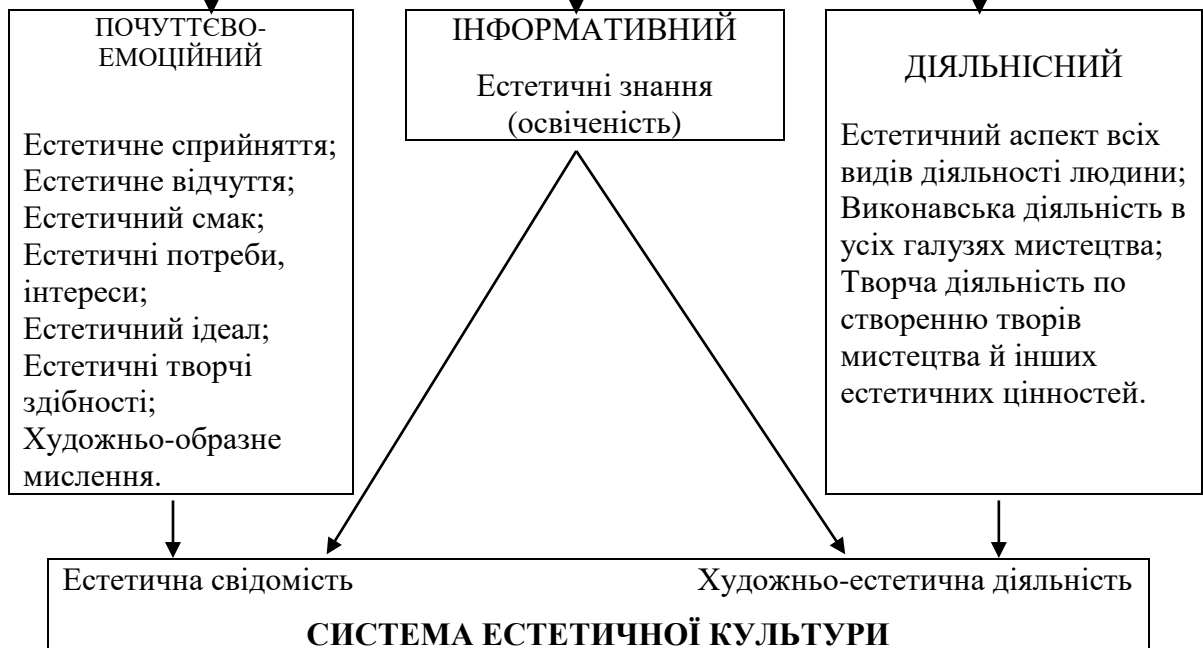 ПОЧУТТЄВО-
ЕМОЦІЙНИЙ
Естетичне сприйняття;
Естетичне відчуття;
Естетичний смак;
Естетичні потреби,
інтереси;
Естетичний ідеал;
Естетичні творчі
здібності;
Художньо-образне
мислення.
ІНФОРМАТИВНИЙ
Естетичні знання
(освіченість)
ДІЯЛЬНІСНИЙ
Естетичний аспект всіх
видів діяльності людини;
Виконавська діяльність в
усіх галузях мистецтва;
Творча діяльність по
створенню творів
мистецтва й інших
естетичних цінностей.
Естетична свідомість
Художньо-естетична діяльність
СИСТЕМА ЕСТЕТИЧНОЇ КУЛЬТУРИ